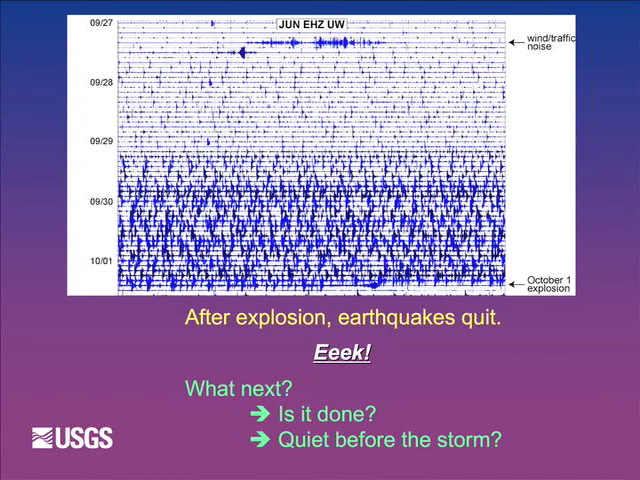 09/27
JUN EHZ UW
wind/traffic
noise
09/28
09/29
09/30
10/01
October 1
explosion
After explosion, earthquakes quit.
Eeek!
What next?
➔ Is it done?
➔ Quiet before the storm?
USGS